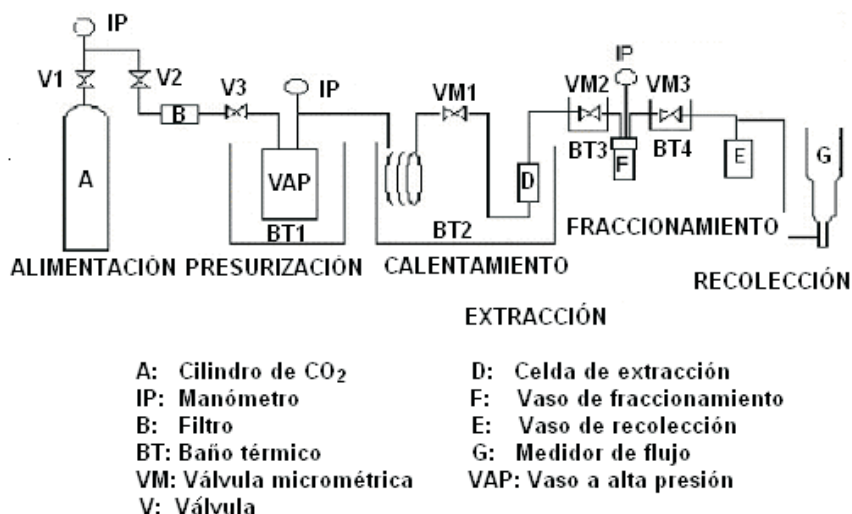 IP
IP
V1
V2
V3
IP
VM1
VM2
VM3
B
A
VAP
D
BT3
F
BT4
E
G
BT1
BT2
FRACCIONAMIENTO
ALIMENTACIÓN PRESURIZACIÓN CALENTAMIENTO
RECOLECCIÓN
EXTRACCIÓN
A: Cilindro de CO₂
D: Celda de extracción
IP: Manómetro
F: Vaso de fraccionamiento
B: Filtro
E: Vaso de recolección
BT: Baño térmico
G: Medidor de flujo
VM: Válvula micrométrica
VAP: Vaso a alta presión
V: Válvula